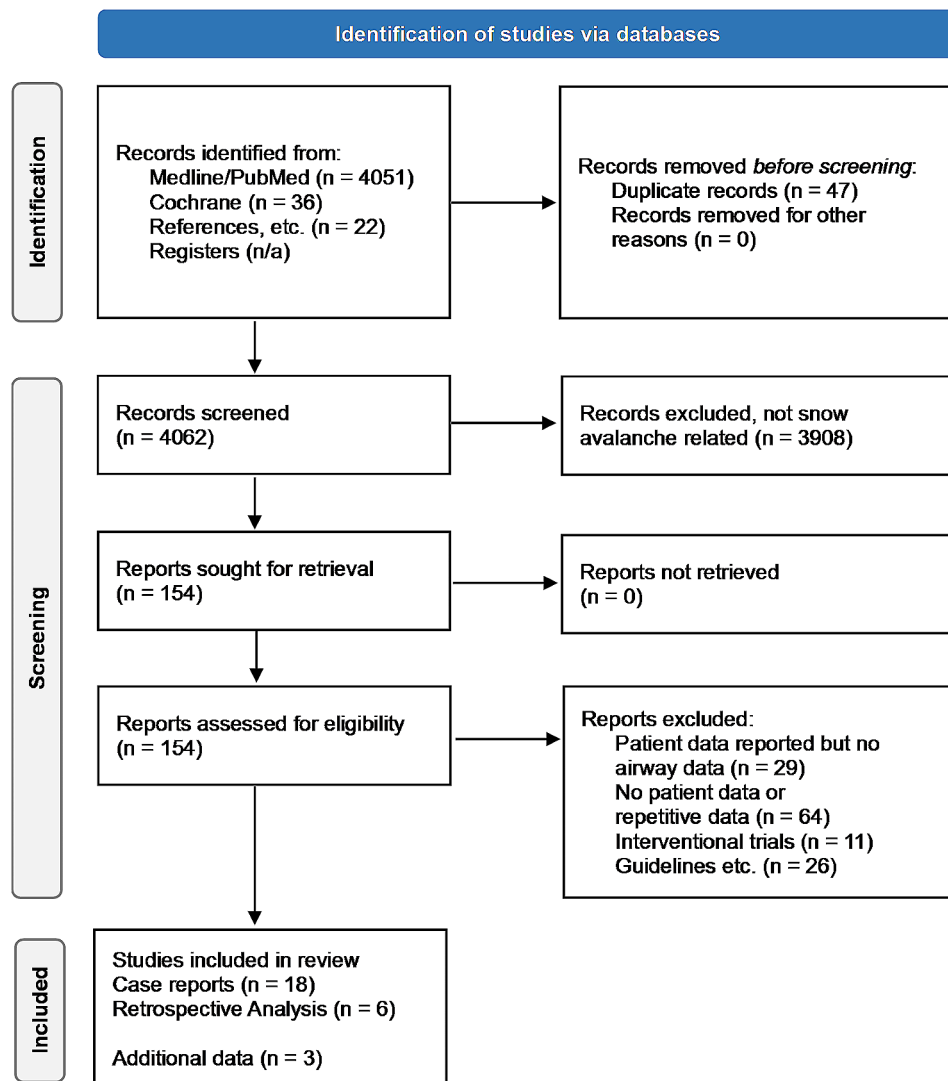 Identification of studies via databases
Identification
Records identified from:
Medline/PubMed (n = 4051)
Cochrane (n = 36)
References, etc. (n = 22)
Registers (n/a)
Records removed before screening:
Duplicate records (n = 47)
Records removed for other
reasons (n = 0)
Screening
Records screened
(n = 4062)
Records excluded, not snow
avalanche related (n = 3908)
Reports sought for retrieval
(n = 154)
Reports not retrieved
(n = 0)
Reports assessed for eligibility
(n = 154)
Reports excluded:
Patient data reported but no
airway data (n = 29)
No patient data or
repetitive data (n = 64)
Interventional trials (n = 11)
Guidelines etc. (n = 26)
Included
Studies included in review
Case reports (n = 18)
Retrospective Analysis (n = 6)
Additional data (n = 3)